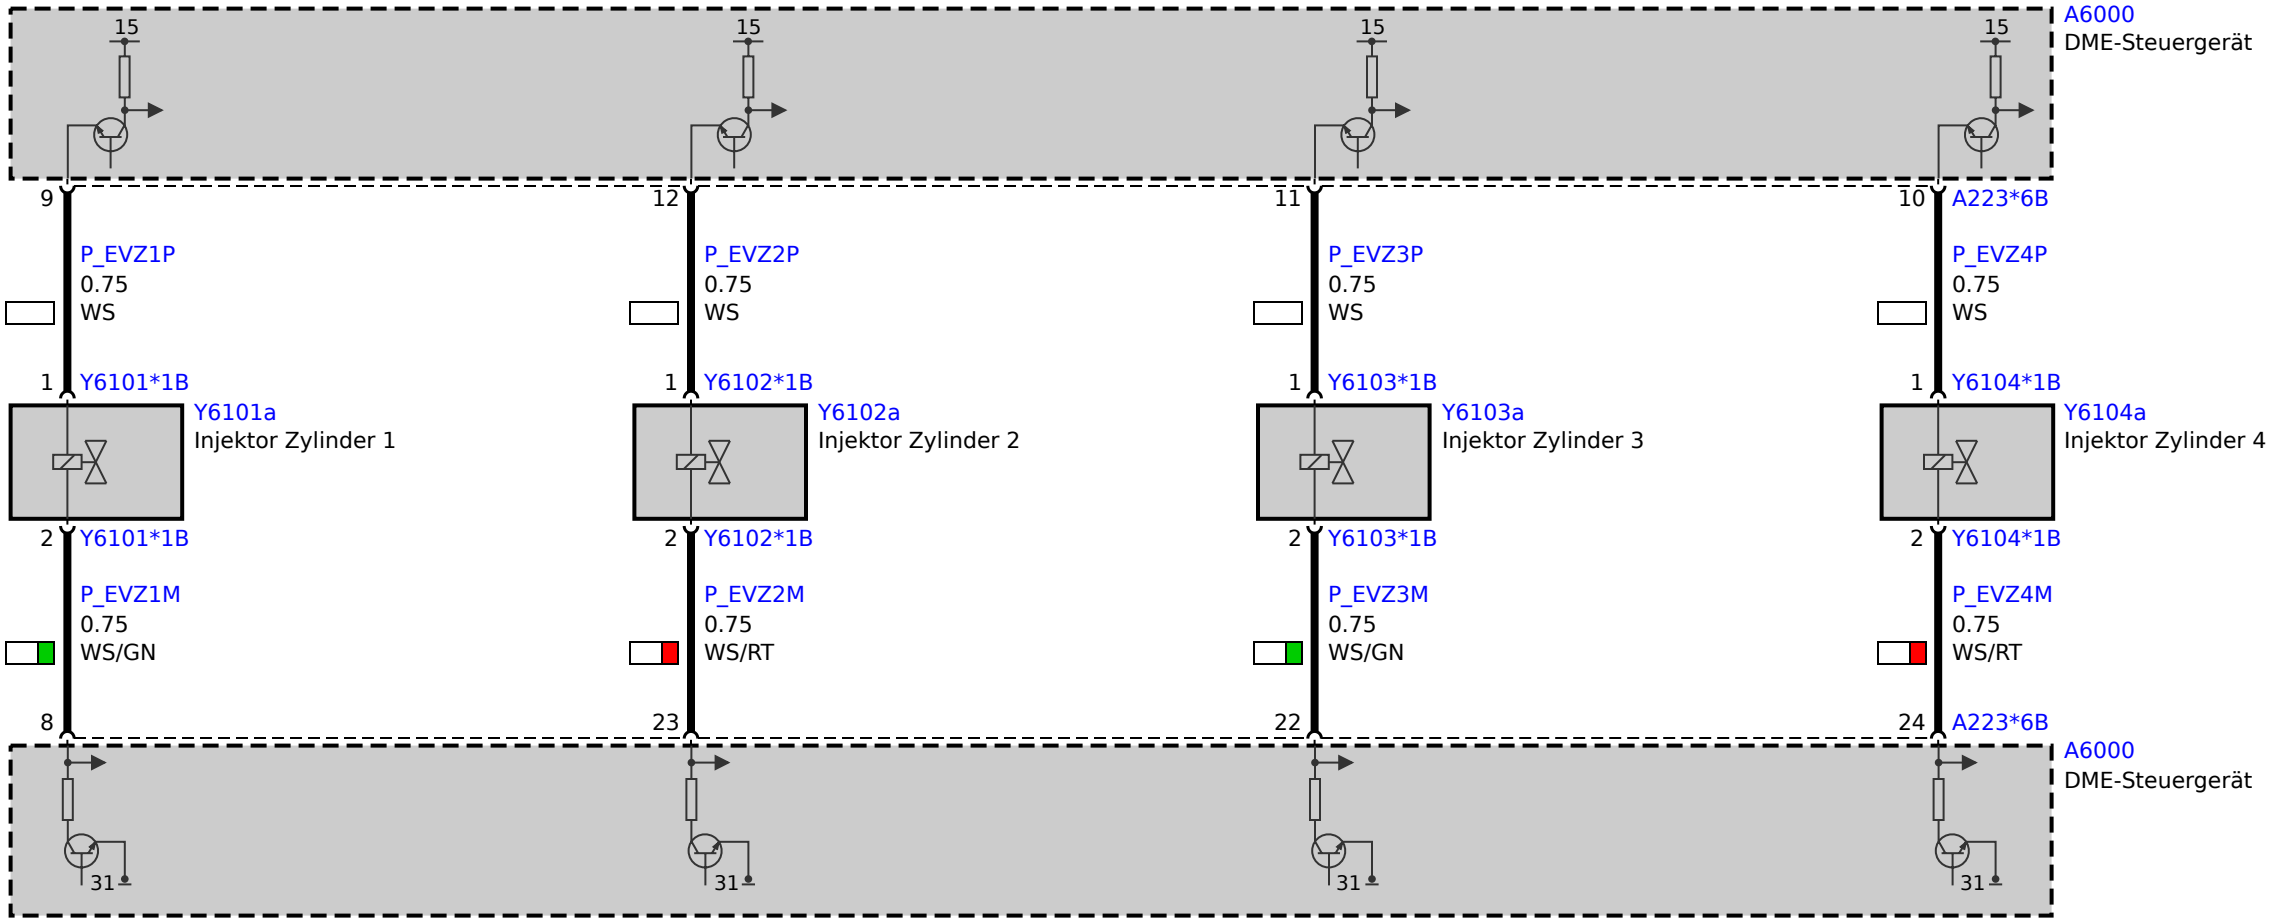 15
15
15
15
A6000
DME-Steuergerät
9
12
11
10
A223*6B
P_EVZ1P
0.75
WS
P_EVZ2P
0.75
WS
P_EVZ3P
0.75
WS
P_EVZ4P
0.75
WS
1
Y6101*1B
1
Y6102*1B
1
Y6103*1B
1
Y6104*1B
Y6101a
Injektor Zylinder 1
Y6102a
Injektor Zylinder 2
Y6103a
Injektor Zylinder 3
Y6104a
Injektor Zylinder 4
2
Y6101*1B
2
Y6102*1B
2
Y6103*1B
2
Y6104*1B
P_EVZ1M
0.75
WS/GN
P_EVZ2M
0.75
WS/RT
P_EVZ3M
0.75
WS/GN
P_EVZ4M
0.75
WS/RT
8
23
22
24
A223*6B
A6000
DME-Steuergerät
31
31
31
31